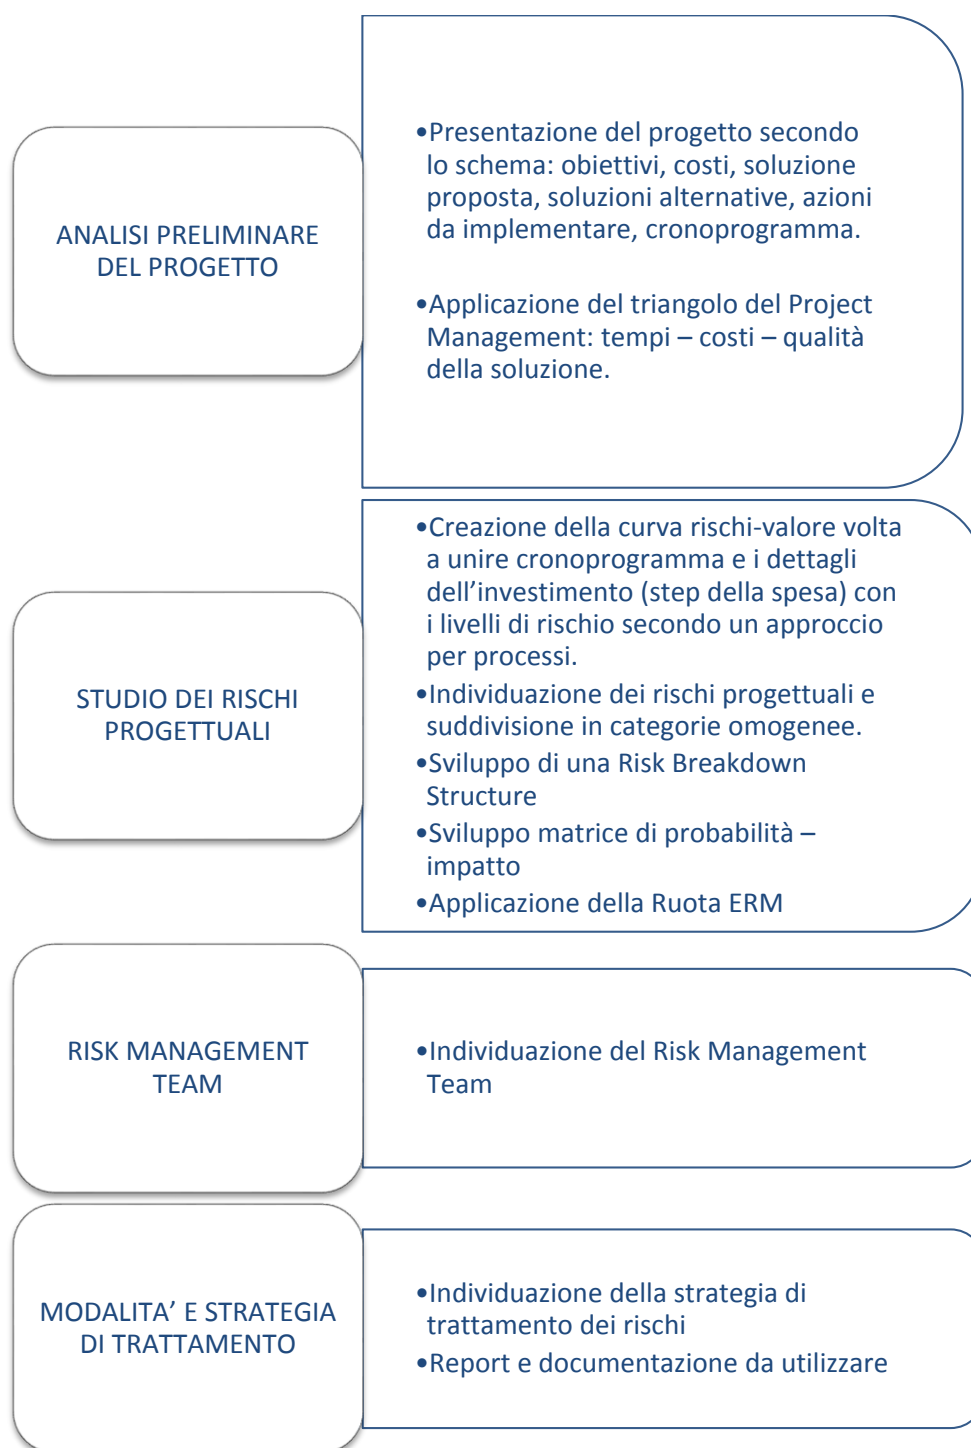 ANALISI PRELIMINARE
DEL PROGETTO
•Presentazione del progetto secondo
lo schema: obiettivi, costi, soluzione
proposta, soluzioni alternative, azioni
da implementare, cronoprogramma.
•Applicazione del triangolo del Project
Management: tempi – costi – qualità
della soluzione.
STUDIO DEI RISCHI
PROGETTUALI
•Creazione della curva rischi-valore volta
a unire cronoprogramma e i dettagli
dell’investimento (step della spesa) con
i livelli di rischio secondo un approccio
per processi.
•Individuazione dei rischi progettuali e
suddivisione in categorie omogenee.
•Sviluppo di una Risk Breakdown
Structure
•Sviluppo matrice di probabilità –
impatto
•Applicazione della Ruota ERM
RISK MANAGEMENT
TEAM
•Individuazione del Risk Management
Team
MODALITA’ E STRATEGIA
DI TRATTAMENTO
•Individuazione della strategia di
trattamento dei rischi
•Report e documentazione da utilizzare